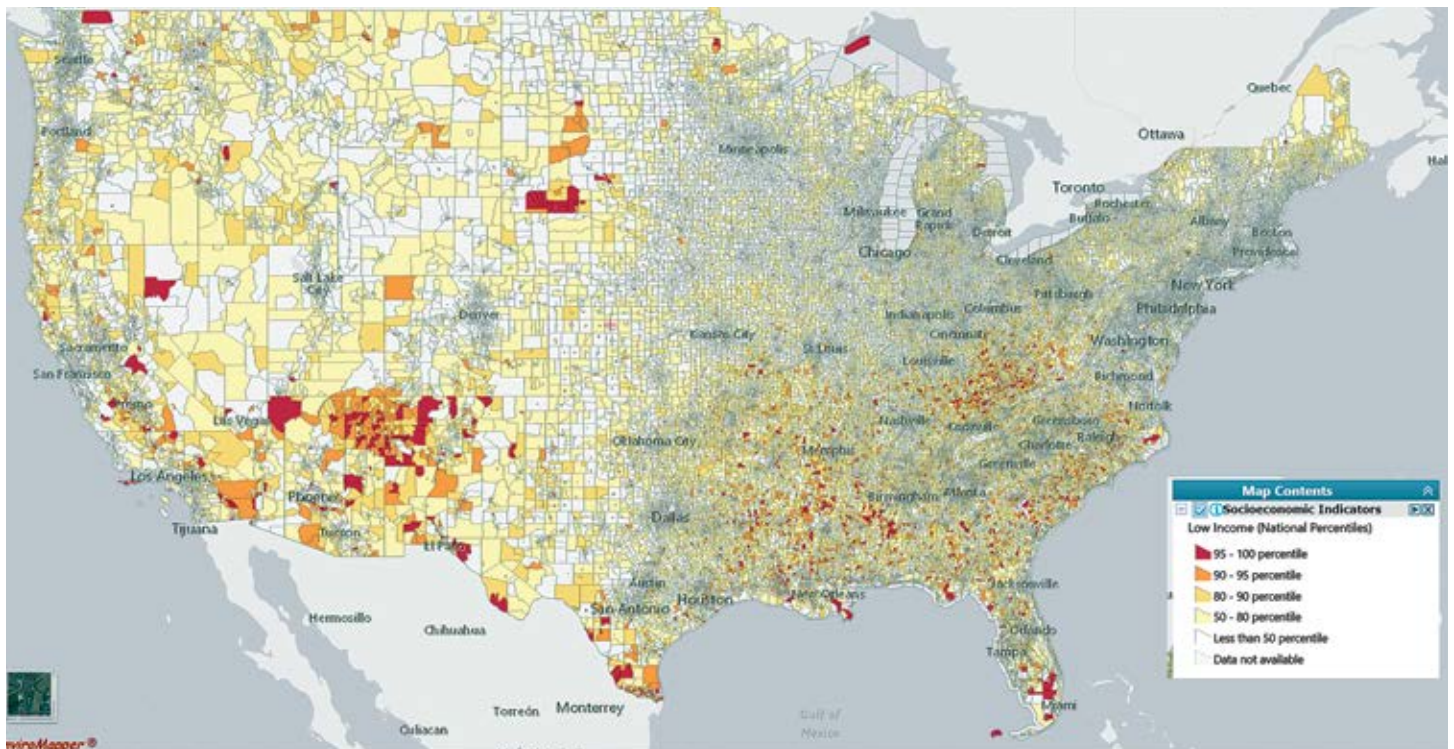 Seattle
Quebec
Portland
Ottawa
Minneapolis
Toronto
Rochester
Milwaukee
Grand
Rapids
Buffalo
Albany
Detroit
Boston
Chicago
Cleveland
Providence
Salt Lake
City
New York
Pittsburgh
Denver
Indianapolis
Columbus
Philadelphia
Kansas City
Cincinnati
Sacramento
St Louis
Washington
San Francisco
Louisville
Richmond
Fresno
Norfolk
Las Vegas
Nashville
Knoxville
Greensboro
Oklahoma City
Memphis
Charlotte
Raleigh
Los Angeles
Greenville
Phoenix
Birmingham
Atlanta
Map Contents
Tijuana
Dallas
Socioeconomic Indicators
Tucson
Low Income (National Percentiles)
El Paso
95 - 100 percentile
90 - 95 percentile
Austin
Jacksonville
80 - 90 percentile
San Antonio
Houston
New Orleans
50 - 80 percentile
Hermosillo
Orlando
Less than 50 percentile
Chihuahua
Tampa
Data not available
Miami
Torreón
Monterrey
Gulf of
Mexico
Culiacan